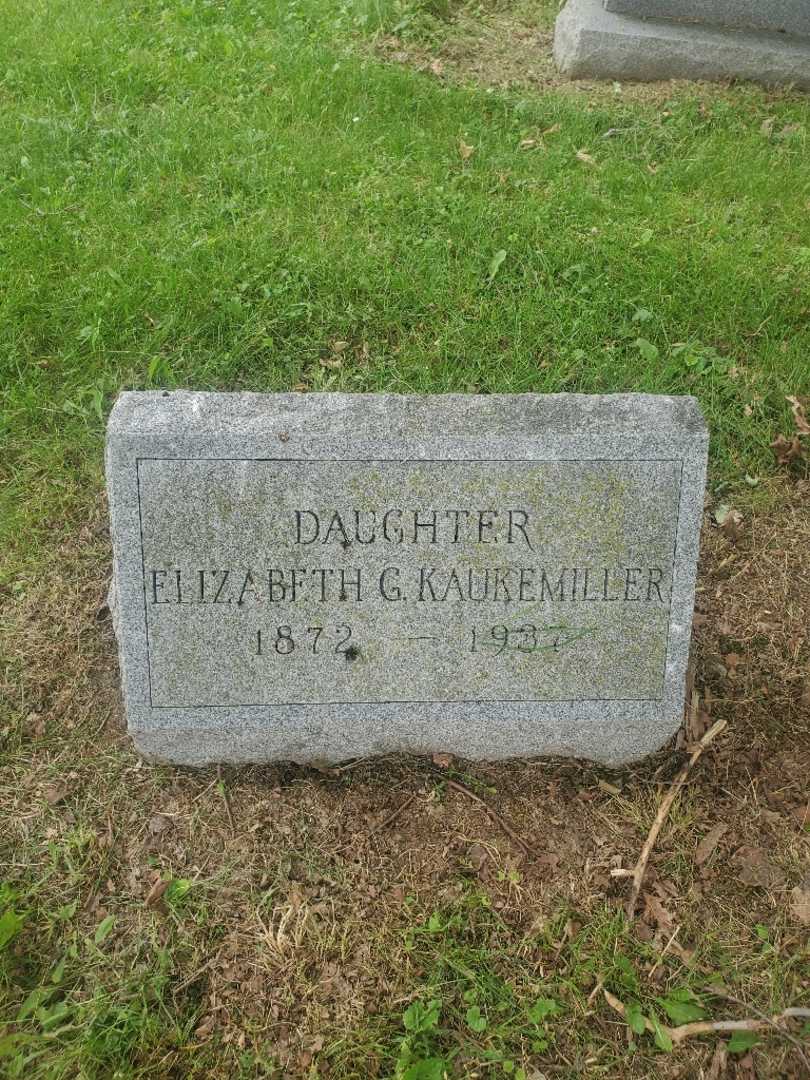 DAUGHTER
ELIZABETH G. KAUKEMILLER
1872 — 1937